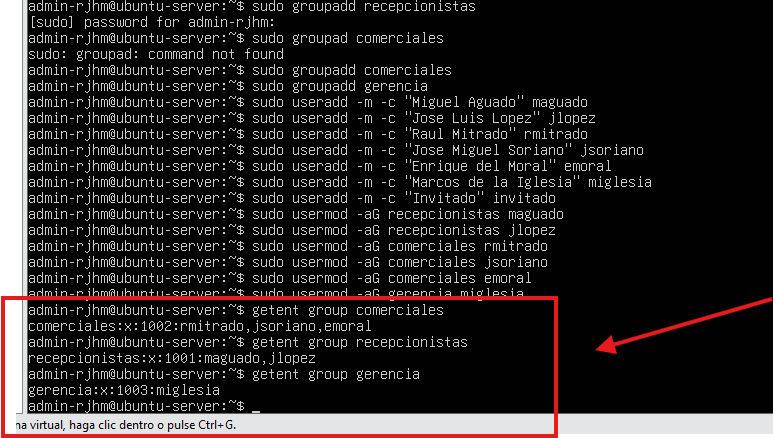 admin-rjhm@ubuntu-server:~$ sudo groupadd recepcionistas
[sudo] password for admin-rjhm:
admin-rjhm@ubuntu-server:~$ sudo groupad comerciales
sudo: groupad: command not found
admin-rjhm@ubuntu-server:~$ sudo groupadd comerciales
admin-rjhm@ubuntu-server:~$ sudo groupadd gerencia
admin-rjhm@ubuntu-server:~$ sudo useradd -m -c "Miguel Aguado" maguado
admin-rjhm@ubuntu-server:~$ sudo useradd -m -c "Jose Luis Lopez" jlopez
admin-rjhm@ubuntu-server:~$ sudo useradd -m -c "Raul Mitrado" rmitrado
admin-rjhm@ubuntu-server:~$ sudo useradd -m -c "Jose Miguel Soriano" jsoriano
admin-rjhm@ubuntu-server:~$ sudo useradd -m -c "Enrique del Moral" emoral
admin-rjhm@ubuntu-server:~$ sudo useradd -m -c "Marcos de la Iglesia" miglesia
admin-rjhm@ubuntu-server:~$ sudo useradd -m -c "Invitado" invitado
admin-rjhm@ubuntu-server:~$ sudo usermod -aG recepcionistas maguado
admin-rjhm@ubuntu-server:~$ sudo usermod -aG recepcionistas jlopez
admin-rjhm@ubuntu-server:~$ sudo usermod -aG comerciales rmitrado
admin-rjhm@ubuntu-server:~$ sudo usermod -aG comerciales jsoriano
admin-rjhm@ubuntu-server:~$ sudo usermod -aG comerciales emoral
admin-rjhm@ubuntu-server:~$ sudo usermod -aG gerencia miglesia
admin-rjhm@ubuntu-server:~$ getent group comerciales
comerciales:x:1002:rmitrado,jsoriano,emoral
admin-rjhm@ubuntu-server:~$ getent group recepcionistas
recepcionistas:x:1001:maguado,jlopez
admin-rjhm@ubuntu-server:~$ getent group gerencia
gerencia:x:1003:miglesia
admin-rjhm@ubuntu-server:~$ _
na virtual, haga clic dentro o pulse Ctrl+G.